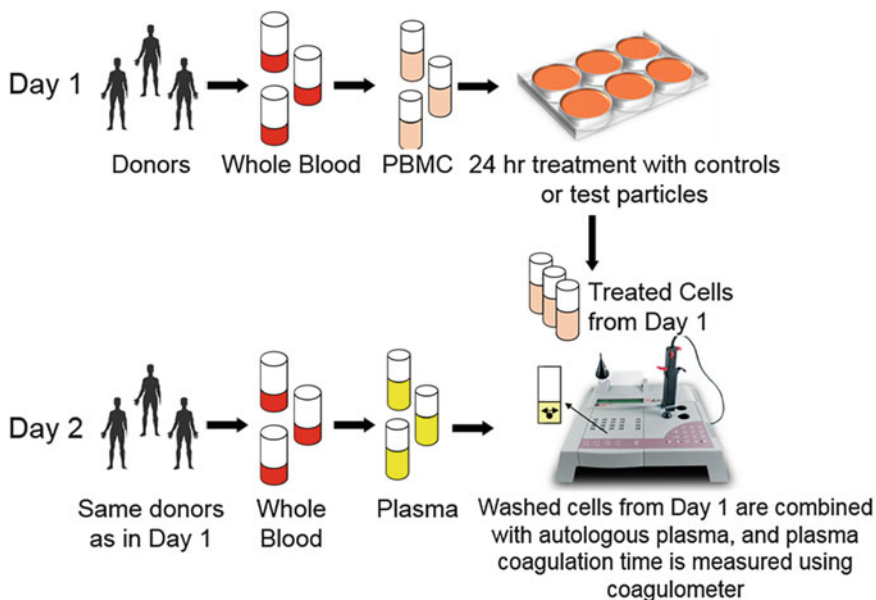 Day 1
Donors
Whole Blood
PBMC
24 hr treatment with controls
or test particles
Treated Cells
from Day 1
Day 2
Same donors
as in Day 1
Whole
Blood
Plasma
Washed cells from Day 1 are combined
with autologous plasma, and plasma
coagulation time is measured using
coagulometer